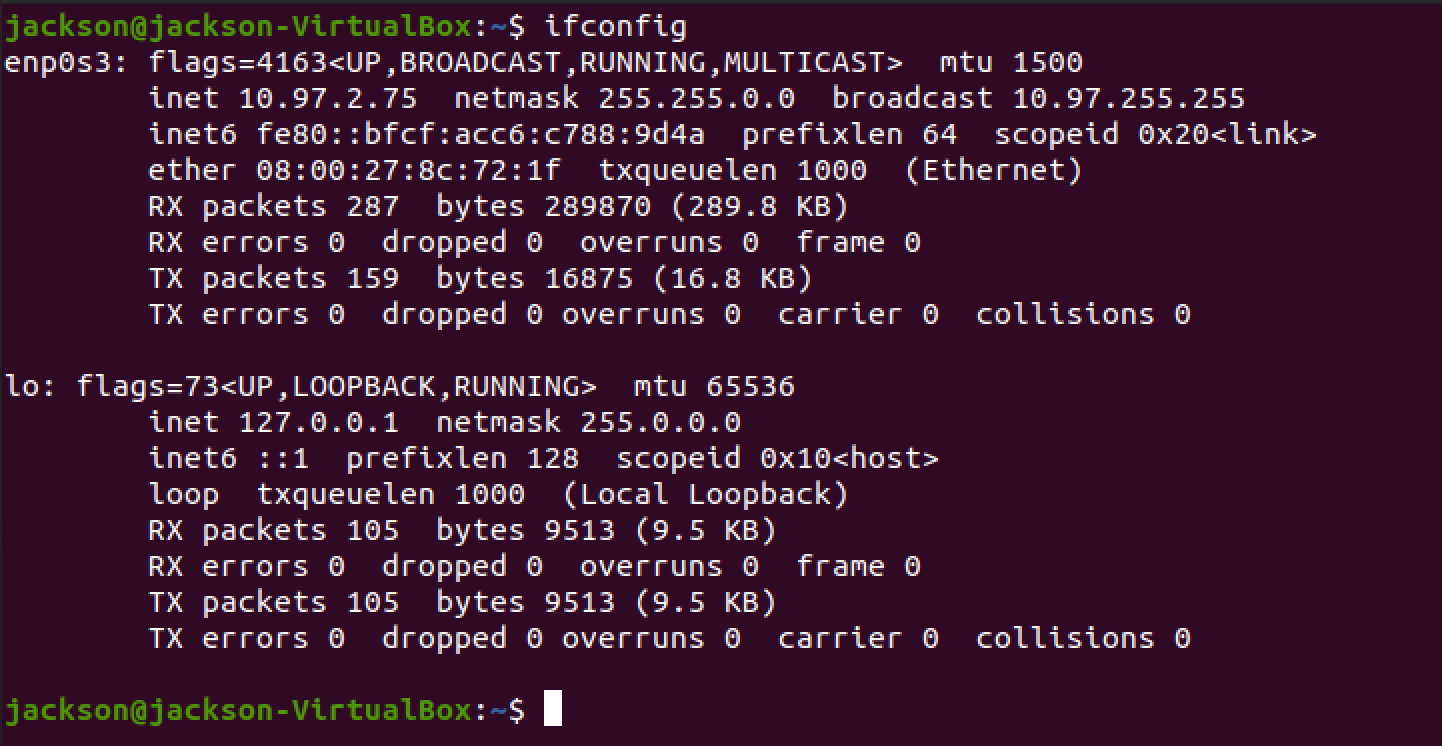 jackson@jackson-VirtualBox:~$ ifconfig
enp0s3: flags=4163<UP,BROADCAST,RUNNING,MULTICAST>  mtu 1500
        inet 10.97.2.75  netmask 255.255.0.0  broadcast 10.97.255.255
        inet6 fe80::bfcf:acc6:c788:9d4a  prefixlen 64  scopeid 0x20<link>
        ether 08:00:27:8c:72:1f  txqueuelen 1000  (Ethernet)
        RX packets 287  bytes 289870 (289.8 KB)
        RX errors 0  dropped 0  overruns 0  frame 0
        TX packets 159  bytes 16875 (16.8 KB)
        TX errors 0  dropped 0 overruns 0  carrier 0  collisions 0

lo: flags=73<UP,LOOPBACK,RUNNING>  mtu 65536
        inet 127.0.0.1  netmask 255.0.0.0
        inet6 ::1  prefixlen 128  scopeid 0x10<host>
        loop  txqueuelen 1000  (Local Loopback)
        RX packets 105  bytes 9513 (9.5 KB)
        RX errors 0  dropped 0  overruns 0  frame 0
        TX packets 105  bytes 9513 (9.5 KB)
        TX errors 0  dropped 0 overruns 0  carrier 0  collisions 0

jackson@jackson-VirtualBox:~$